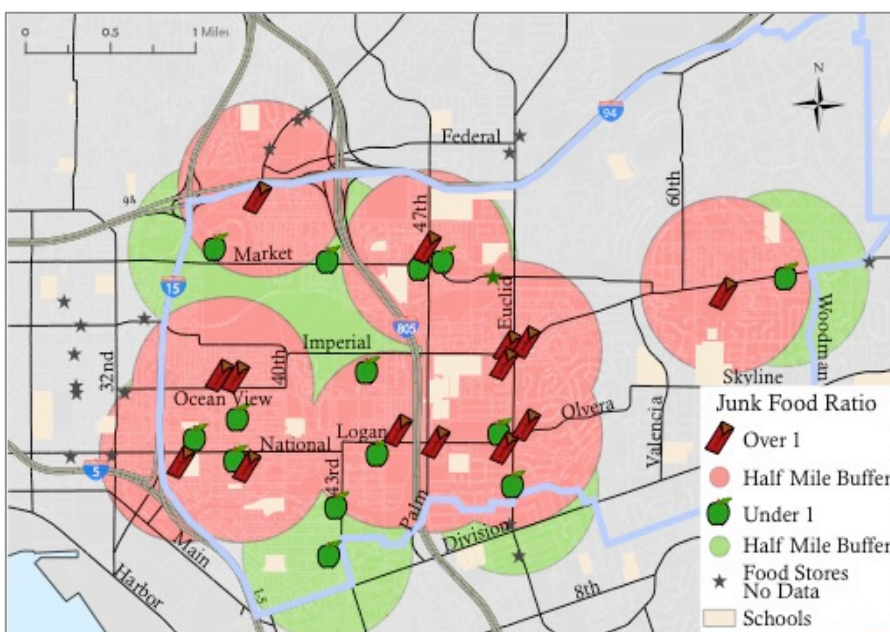 0 0.5 1 Miles
N
94
Federal
94
47th
60th
Market
15
Euclid
805
Woodman
Imperial
32nd
40th
Skyline
Ocean View
Olvera
Valencia
Logan
National
5
43rd
Palm
Main
Division
Harbor
8th
Junk Food Ratio
Over 1
Half Mile Buffer
Under 1
Half Mile Buffer
Food Stores
No Data
Schools